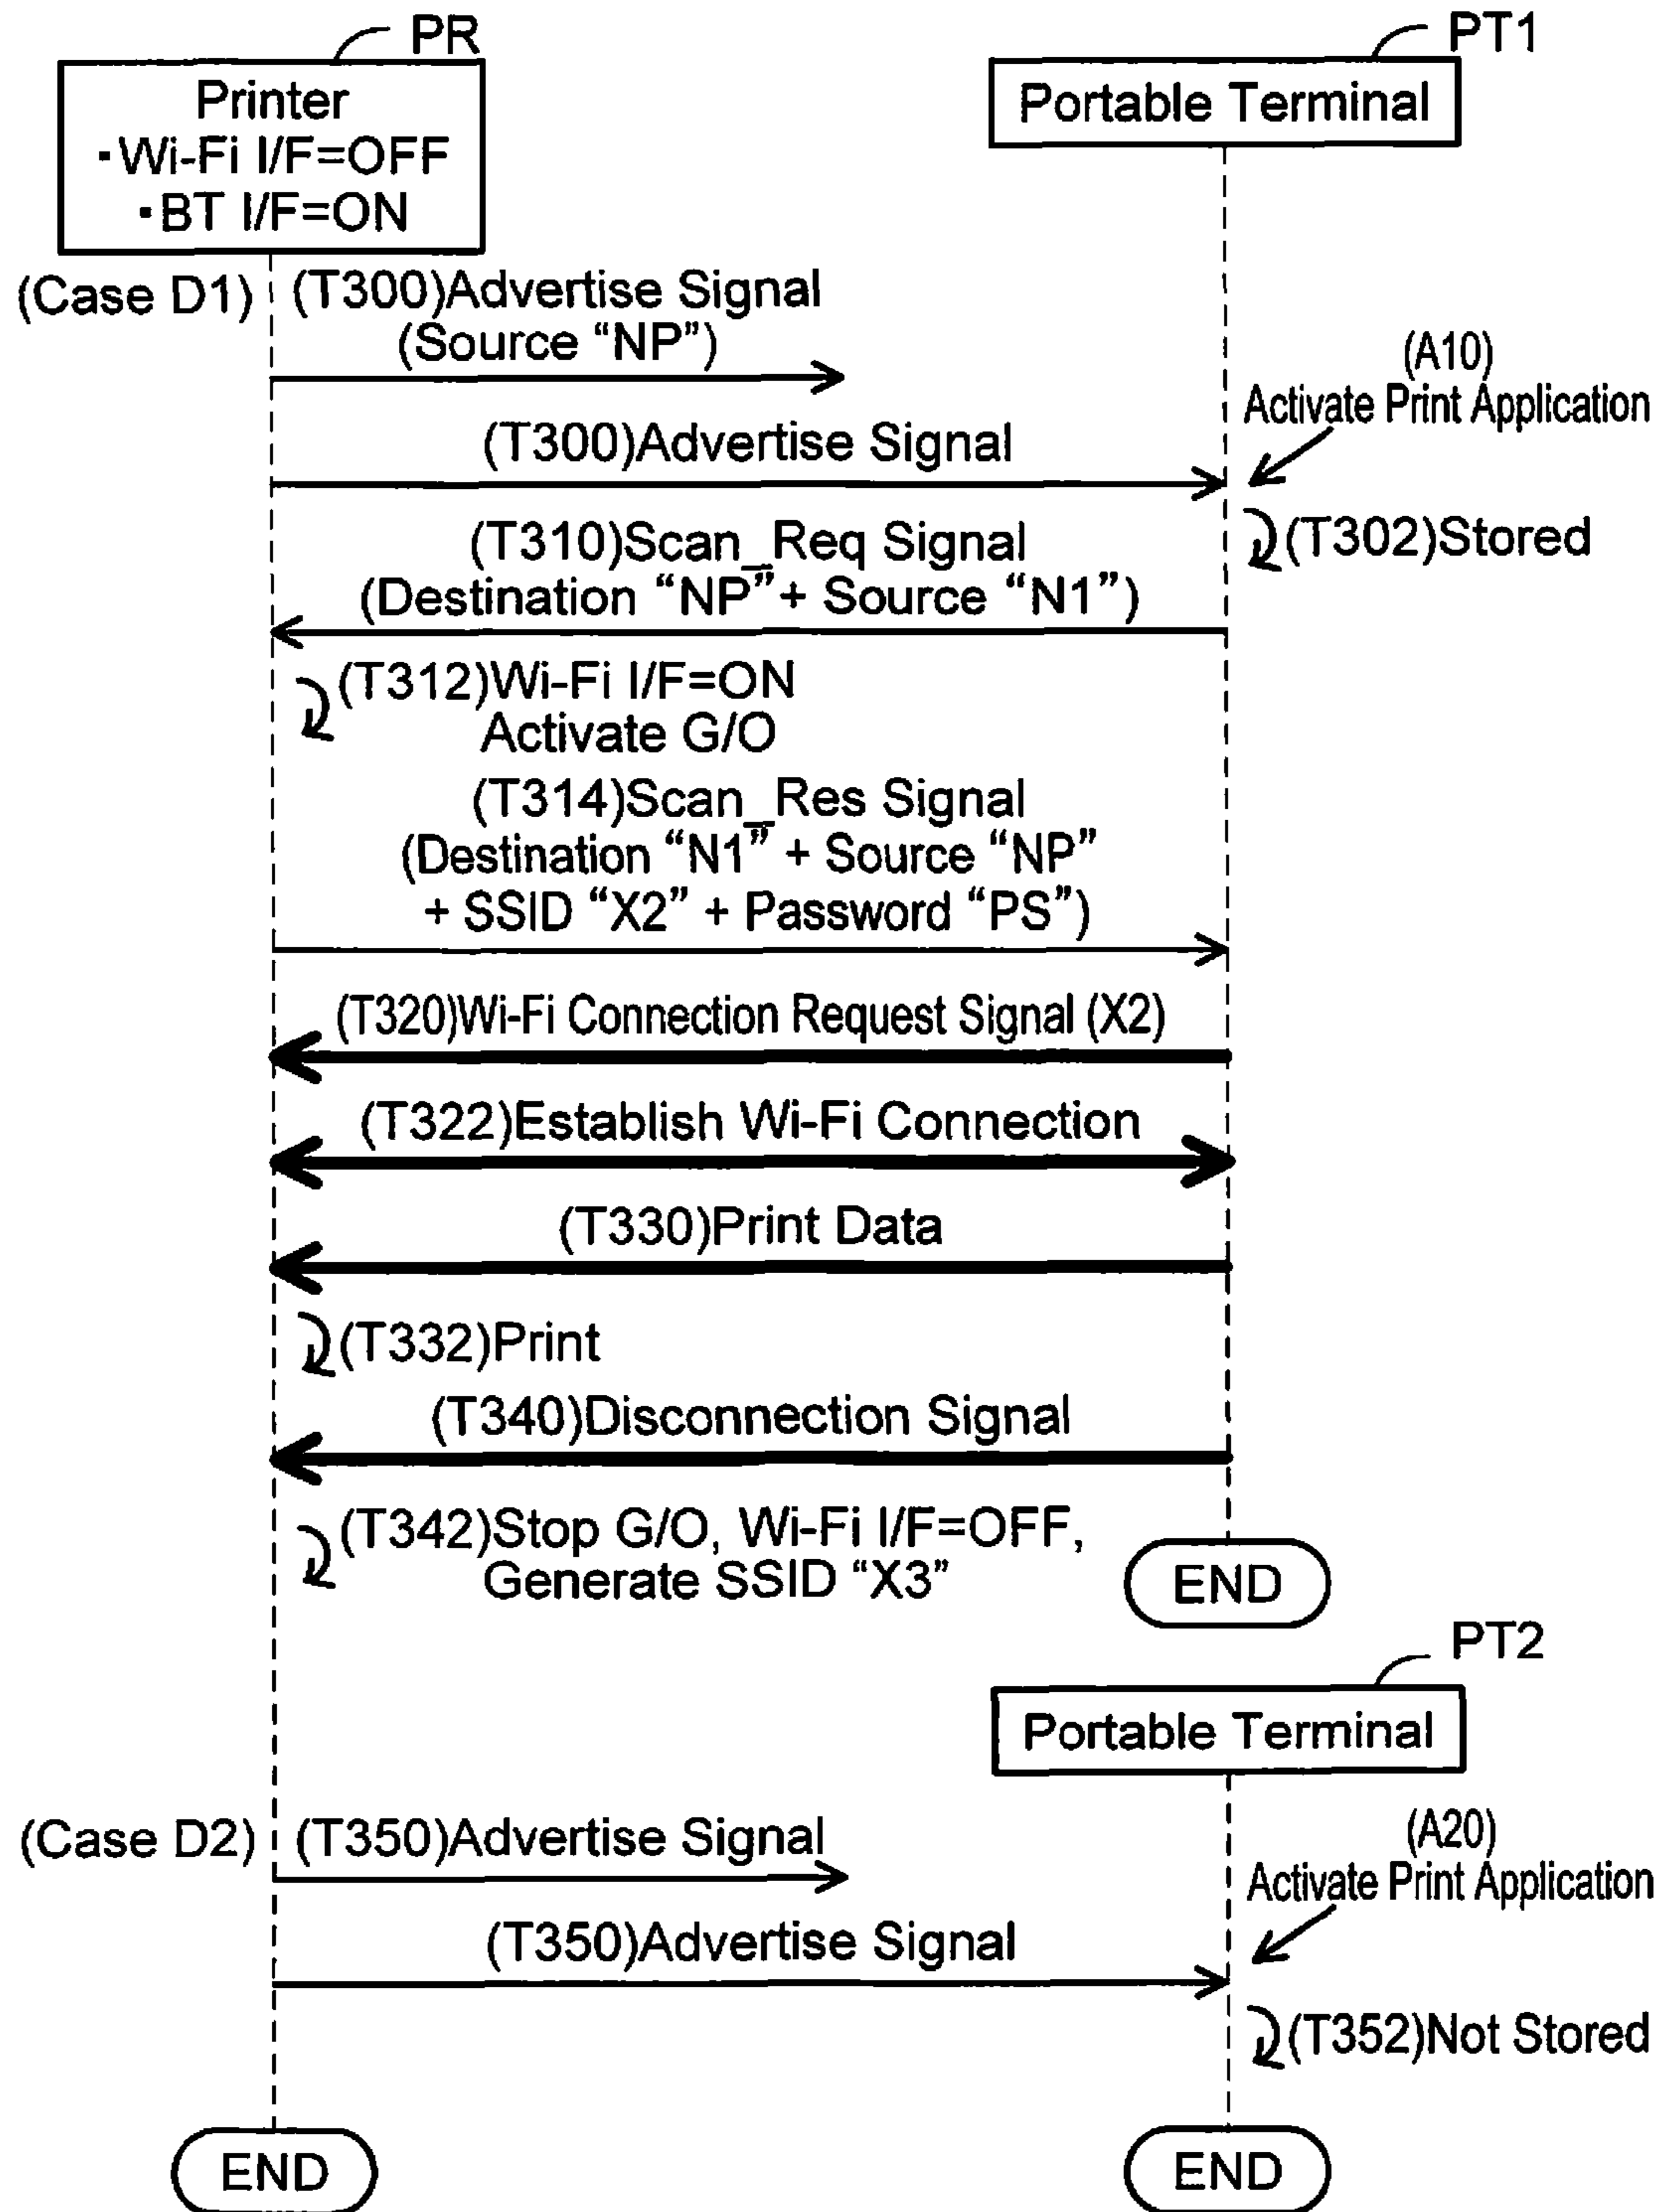 PR
PT1
Printer
▪Wi-Fi I/F=OFF
▪BT I/F=ON
Portable Terminal
(Case D1)
(T300)Advertise Signal
(Source “NP”)
(A10)
Activate Print Application
(T300)Advertise Signal
(T302)Stored
(T310)Scan_Req Signal
(Destination “NP”+ Source “N1”)
(T312)Wi-Fi I/F=ON
Activate G/O
(T314)Scan_Res Signal
(Destination “N1” + Source “NP”
+ SSID “X2” + Password “PS”)
(T320)Wi-Fi Connection Request Signal (X2)
(T322)Establish Wi-Fi Connection
(T330)Print Data
(T332)Print
(T340)Disconnection Signal
(T342)Stop G/O, Wi-Fi I/F=OFF,
Generate SSID “X3”
END
PT2
Portable Terminal
(Case D2)
(T350)Advertise Signal
(A20)
Activate Print Application
(T350)Advertise Signal
(T352)Not Stored
END
END